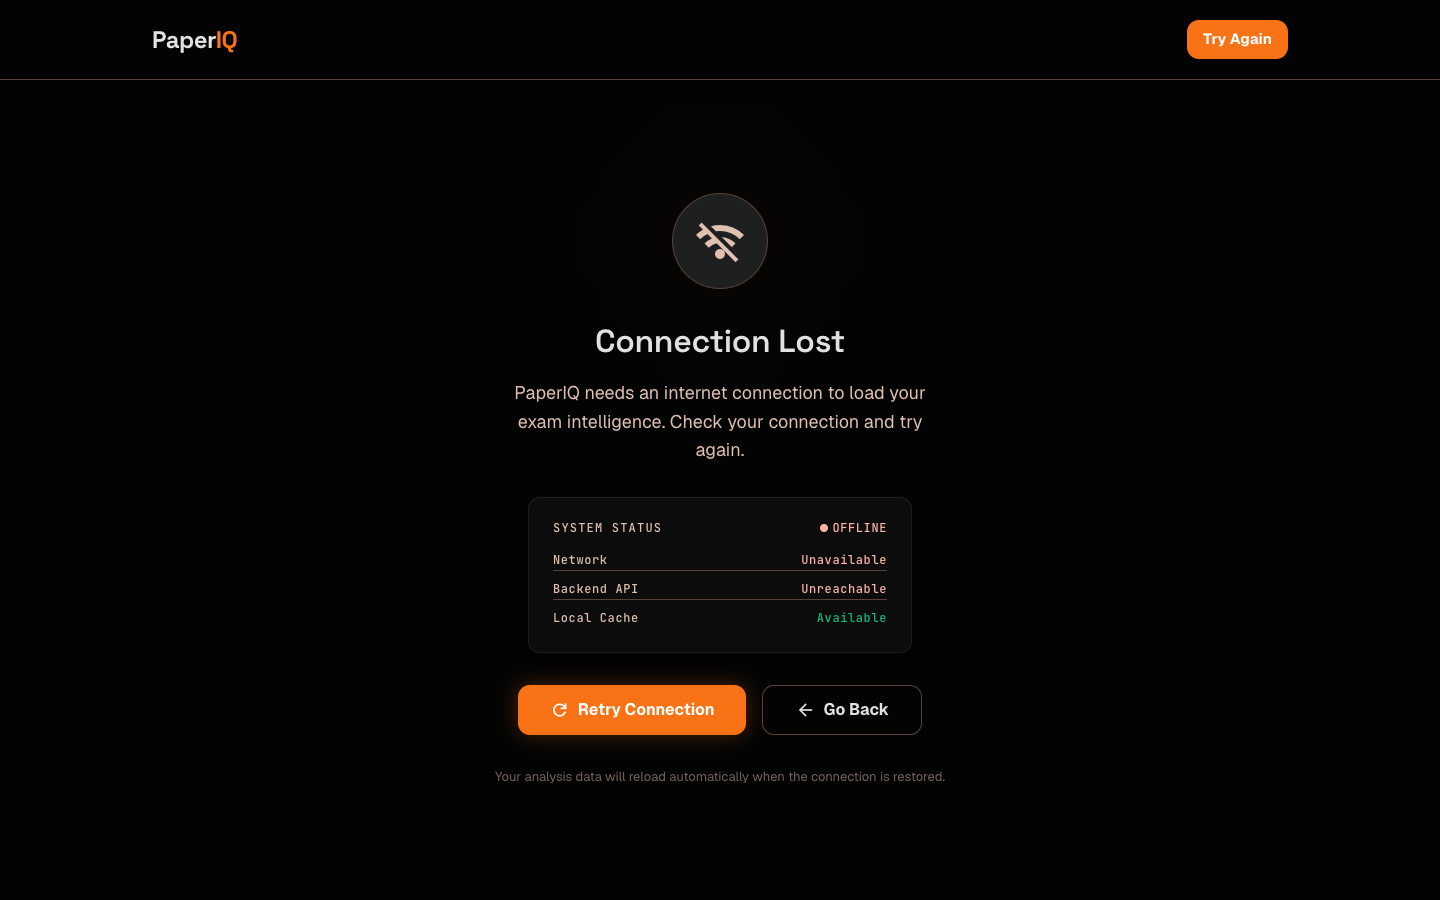 PaperIQ
Try Again
Connection Lost
PaperIQ needs an internet connection to load your
exam intelligence. Check your connection and try
again.
SYSTEM STATUS
OFFLINE
Network
Unavailable
Backend API
Unreachable
Local Cache
Available
Retry Connection
Go Back
Your analysis data will reload automatically when the connection is restored.